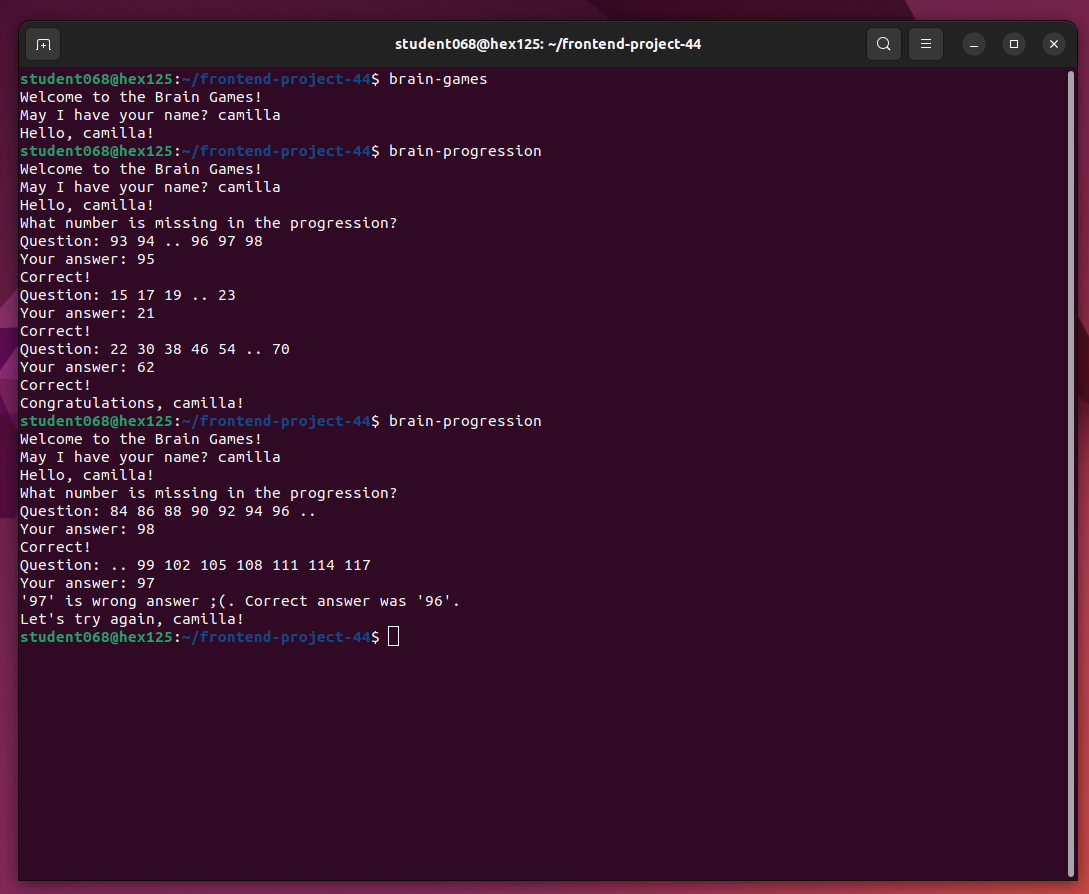 student068@hex125: ~/frontend-project-44
student068@hex125:~/frontend-project-44$ brain-games
Welcome to the Brain Games!
May I have your name? camilla
Hello, camilla!
student068@hex125:~/frontend-project-44$ brain-progression
Welcome to the Brain Games!
May I have your name? camilla
Hello, camilla!
What number is missing in the progression?
Question: 93 94 .. 96 97 98
Your answer: 95
Correct!
Question: 15 17 19 .. 23
Your answer: 21
Correct!
Question: 22 30 38 46 54 .. 70
Your answer: 62
Correct!
Congratulations, camilla!
student068@hex125:~/frontend-project-44$ brain-progression
Welcome to the Brain Games!
May I have your name? camilla
Hello, camilla!
What number is missing in the progression?
Question: 84 86 88 90 92 94 96 ..
Your answer: 98
Correct!
Question: .. 99 102 105 108 111 114 117
Your answer: 97
'97' is wrong answer ;(. Correct answer was '96'.
Let's try again, camilla!
student068@hex125:~/frontend-project-44$